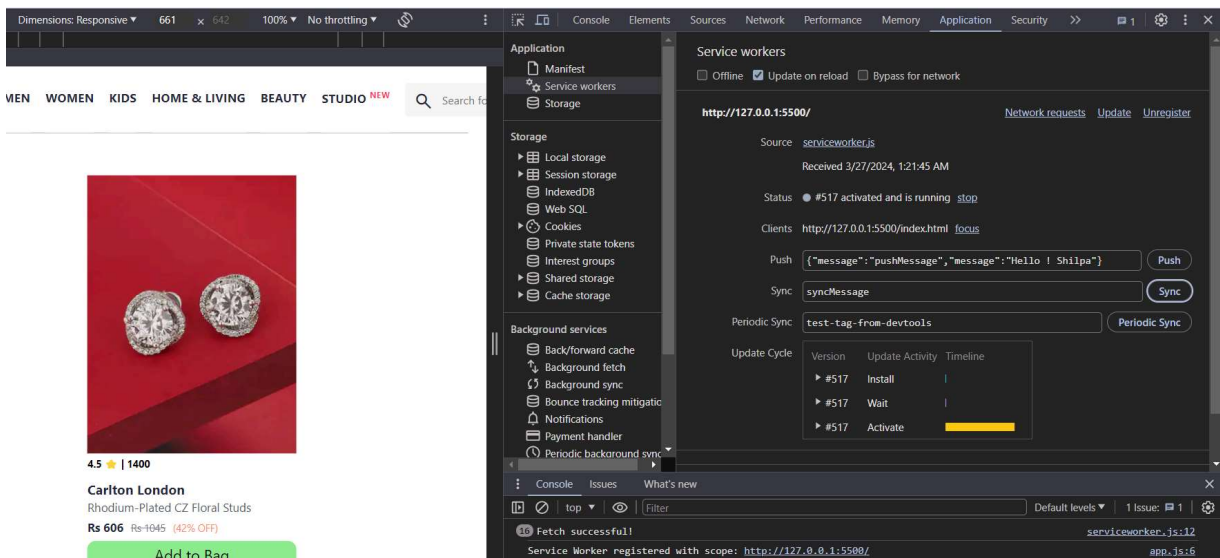 Dimensions: Responsive ▼ 661 × 642 100% ▼ No throttling ▼
MEN WOMEN KIDS HOME & LIVING BEAUTY STUDIO NEW Search fo
4.5 ⭐ | 1400
Carlton London
Rhodium-Plated CZ Floral Studs
Rs 606 Rs 1045 (42% OFF)
Add to Bag
Console Elements Sources Network Performance Memory Application Security 1
Application
Manifest
Service workers
Storage
Storage
Local storage
Session storage
IndexedDB
Web SQL
Cookies
Private state tokens
Interest groups
Shared storage
Cache storage
Background services
Back/forward cache
Background fetch
Background sync
Bounce tracking mitigatio
Notifications
Payment handler
Periodic background sync
Service workers
Offline Update on reload Bypass for network
http://127.0.0.1:5500/ Network requests Update Unregister
Source serviceworker.js
Received 3/27/2024, 1:21:45 AM
Status #517 activated and is running stop
Clients http://127.0.0.1:5500/index.html focus
Push {"message":"pushMessage","message":"Hello ! Shilpa"} Push
Sync syncMessage Sync
Periodic Sync test-tag-from-devtools Periodic Sync
Update Cycle Version Update Activity Timeline
#517 Install
#517 Wait
#517 Activate
Console Issues What's new
top ▼ Filter Default levels ▼ 1 Issue: 1
16 Fetch successful! serviceworker.js:12
Service Worker registered with scope: http://127.0.0.1:5500/ app.js:6